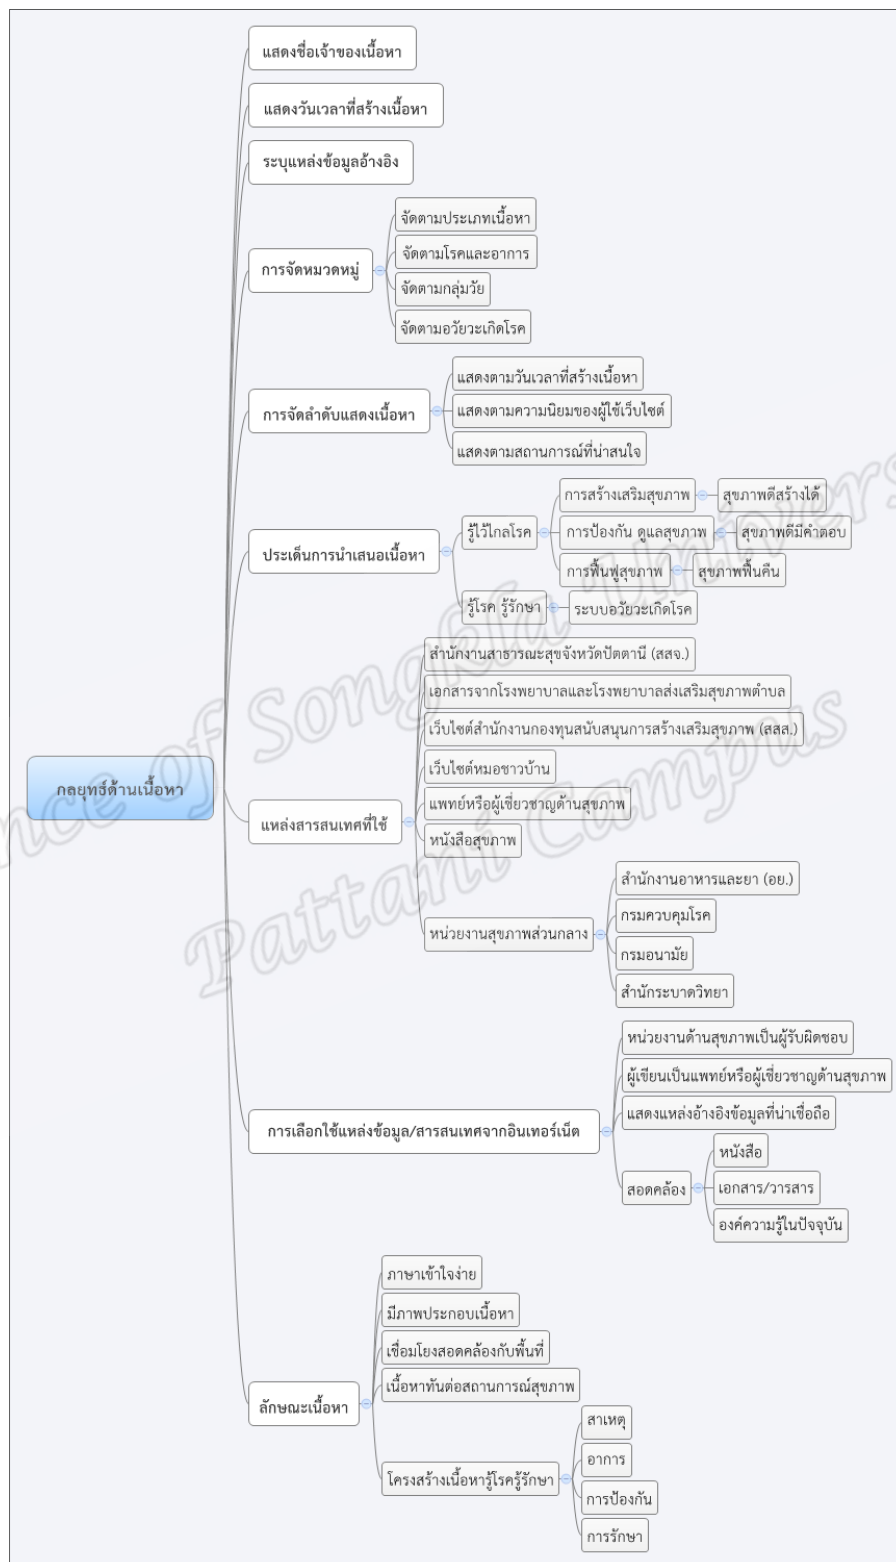 แสดงชื่อเจ้าของเนื้อหา
แสดงวันเวลาที่สร้างเนื้อหา
ระบุแหล่งข้อมูลอ้างอิง
การจัดหมวดหมู่
จัดตามประเภทเนื้อหา
จัดตามโรคและอาการ
จัดตามกลุ่มวัย
จัดตามอวัยวะเกิดโรค
การจัดลำดับแสดงเนื้อหา
แสดงตามวันเวลาที่สร้างเนื้อหา
แสดงตามความนิยมของผู้ใช้เว็บไซต์
แสดงตามสถานการณ์ที่น่าสนใจ
ประเด็นการนำเสนอเนื้อหา
รู้ไว้ไกลโรค
การสร้างเสริมสุขภาพ
สุขภาพดีสร้างได้
การป้องกัน ดูแลสุขภาพ
สุขภาพดีมีคำตอบ
การฟื้นฟูสุขภาพ
สุขภาพฟื้นคืน
รู้โรค รู้รักษา
ระบบอวัยวะเกิดโรค
กลยุทธ์ด้านเนื้อหา
แหล่งสารสนเทศที่ใช้
สำนักงานสาธารณะสุขจังหวัดปัตตานี (สสจ.)
เอกสารจากโรงพยาบาลและโรงพยาบาลส่งเสริมสุขภาพตำบล
เว็บไซต์สำนักงานกองทุนสนับสนุนการสร้างเสริมสุขภาพ (สสส.)
เว็บไซต์หมอชาวบ้าน
แพทย์หรือผู้เชี่ยวชาญด้านสุขภาพ
หนังสือสุขภาพ
หน่วยงานสุขภาพส่วนกลาง
สำนักงานอาหารและยา (อย.)
กรมควบคุมโรค
กรมอนามัย
สำนักระบาดวิทยา
การเลือกใช้แหล่งข้อมูล/สารสนเทศจากอินเทอร์เน็ต
หน่วยงานด้านสุขภาพเป็นผู้รับผิดชอบ
ผู้เขียนเป็นแพทย์หรือผู้เชี่ยวชาญด้านสุขภาพ
แสดงแหล่งอ้างอิงข้อมูลที่น่าเชื่อถือ
สอดคล้อง
หนังสือ
เอกสาร/วารสาร
องค์ความรู้ในปัจจุบัน
ลักษณะเนื้อหา
ภาษาเข้าใจง่าย
มีภาพประกอบเนื้อหา
เชื่อมโยงสอดคล้องกับพื้นที่
เนื้อหาทันต่อสถานการณ์สุขภาพ
โครงสร้างเนื้อหารู้โรครู้รักษา
สาเหตุ
อาการ
การป้องกัน
การรักษา
of Songkla
Pattani Campus